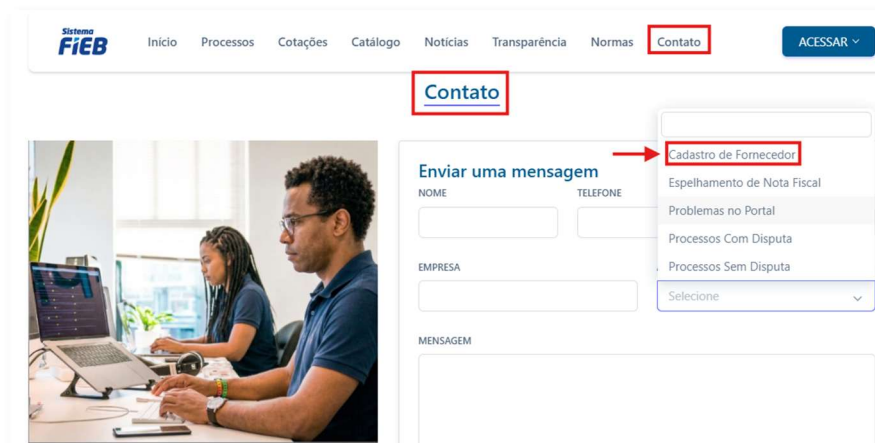 Sistema
FIEB
Início Processos Cotações Catálogo Notícias Transparência Normas Contato ACESSAR
Contato
Enviar uma mensagem
NOME TELEFONE
EMPRESA
MENSAGEM
Cadastro de Fornecedor
Espelhamento de Nota Fiscal
Problemas no Portal
Processos Com Disputa
Processos Sem Disputa
Selecione